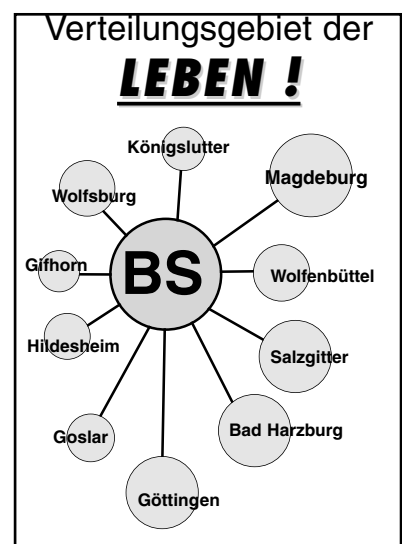 Verteilungsgebiet der
LEBEN !
Königslutter
Magdeburg
Wolfsburg
Gifhorn
BS
Wolfenbüttel
Hildesheim
Salzgitter
Goslar
Bad Harzburg
Göttingen